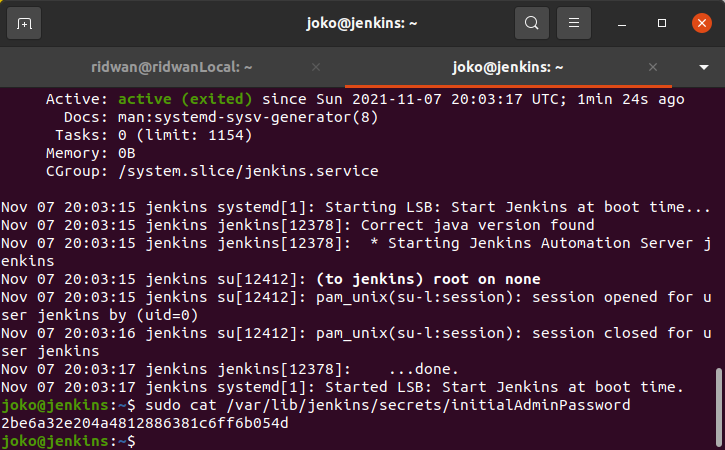 joko@jenkins: ~
ridwan@ridwanLocal: ~
joko@jenkins: ~
Active: active (exited) since Sun 2021-11-07 20:03:17 UTC; 1min 24s ago
Docs: man:systemd-sysv-generator(8)
Tasks: 0 (limit: 1154)
Memory: 0B
CGroup: /system.slice/jenkins.service
Nov 07 20:03:15 jenkins systemd[1]: Starting LSB: Start Jenkins at boot time...
Nov 07 20:03:15 jenkins jenkins[12378]: Correct java version found
Nov 07 20:03:15 jenkins jenkins[12378]:  * Starting Jenkins Automation Server j
enkins
Nov 07 20:03:15 jenkins su[12412]: (to jenkins) root on none
Nov 07 20:03:15 jenkins su[12412]: pam_unix(su-l:session): session opened for u
ser jenkins by (uid=0)
Nov 07 20:03:16 jenkins su[12412]: pam_unix(su-l:session): session closed for u
ser jenkins
Nov 07 20:03:17 jenkins jenkins[12378]:    ...done.
Nov 07 20:03:17 jenkins systemd[1]: Started LSB: Start Jenkins at boot time.
joko@jenkins:~$ sudo cat /var/lib/jenkins/secrets/initialAdminPassword
2be6a32e204a4812886381c6ff6b054d
joko@jenkins:~$